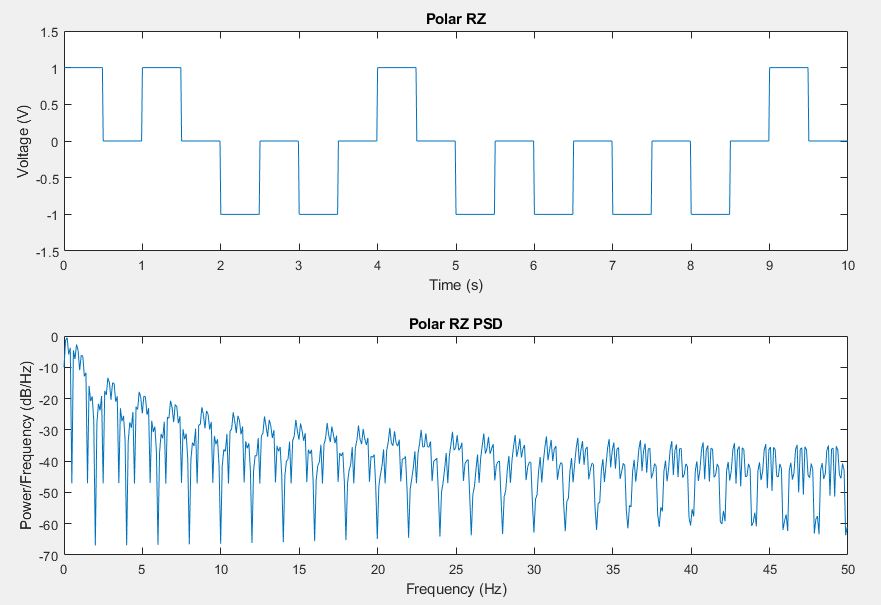 Polar RZ
1.5
1
0.5
0
-0.5
-1
-1.5
Voltage (V)
0 1 2 3 4 5 6 7 8 9 10
Time (s)
Polar RZ PSD
0
-10
-20
-30
-40
-50
-60
-70
Power/Frequency (dB/Hz)
0 5 10 15 20 25 30 35 40 45 50
Frequency (Hz)